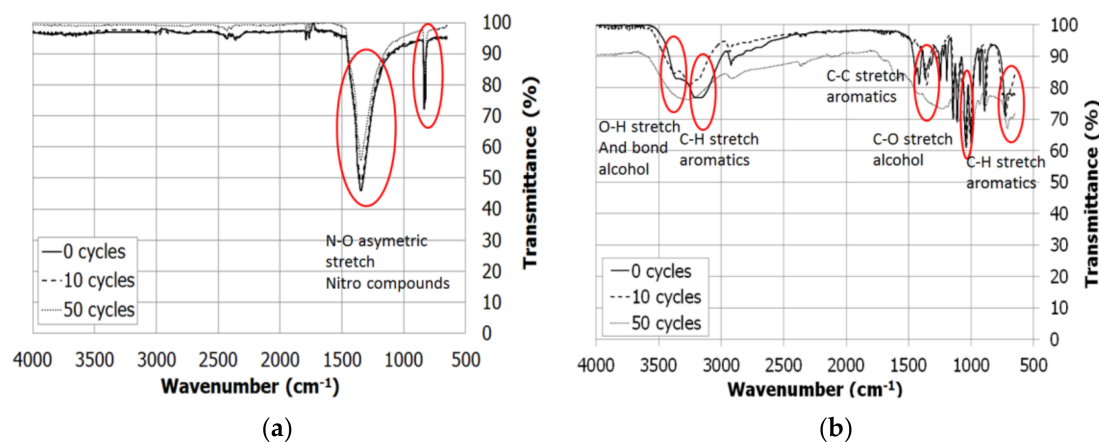 100
90
80
70
60
50
40
30
20
10
0
Transmittance (%)
N-O asymetric
stretch
Nitro compounds
0 cycles
10 cycles
50 cycles
4000 3500 3000 2500 2000 1500 1000 500
Wavenumber (cm-1)
(a)
100
90
80
70
60
50
40
30
20
10
0
Transmittance (%)
O-H stretch
And bond
alcohol
C-H stretch
aromatics
C-C stretch
aromatics
C-O stretch
alcohol
C-H stretch
aromatics
0 cycles
10 cycles
50 cycles
4000 3500 3000 2500 2000 1500 1000 500
Wavenumber (cm-1)
(b)